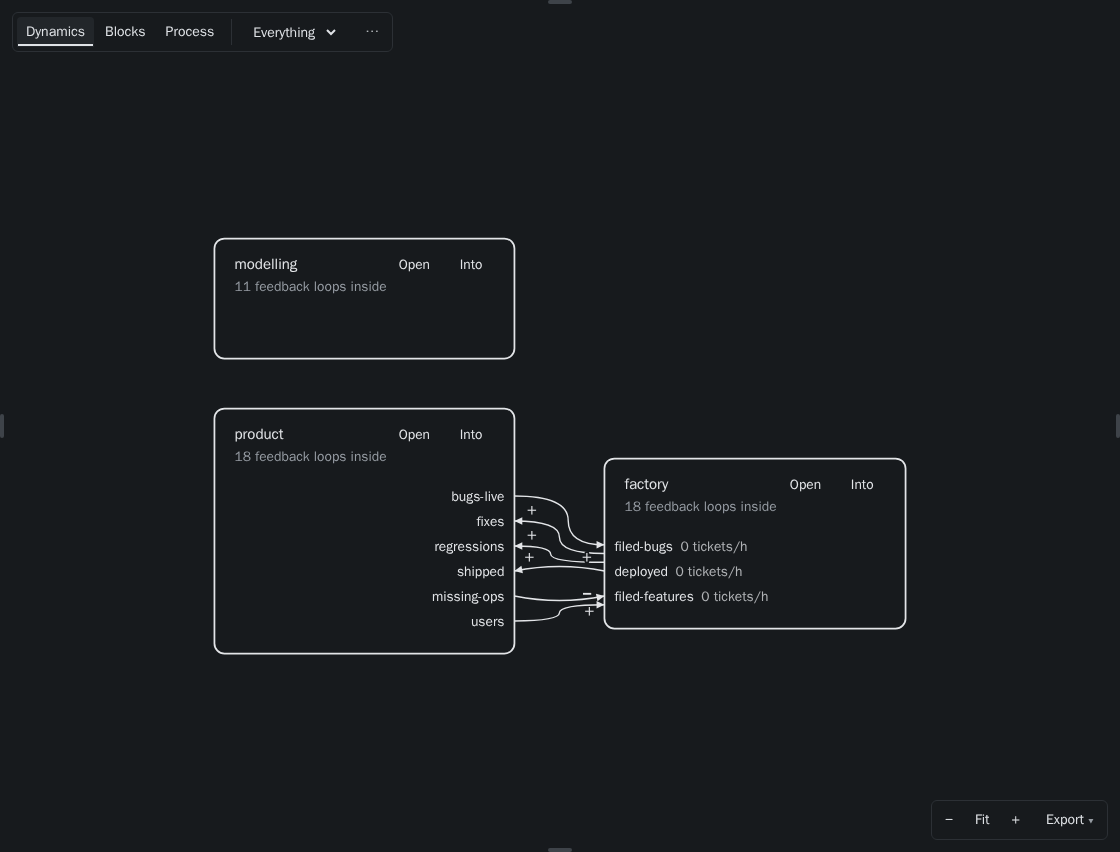 Dynamics Blocks Process Everything ···
modelling Open Into
11 feedback loops inside
product Open Into
18 feedback loops inside
bugs-live
fixes
regressions
shipped
missing-ops
users
+
+
+
+
−
+
factory Open Into
18 feedback loops inside
filed-bugs 0 tickets/h
deployed 0 tickets/h
filed-features 0 tickets/h
− Fit + Export ▾